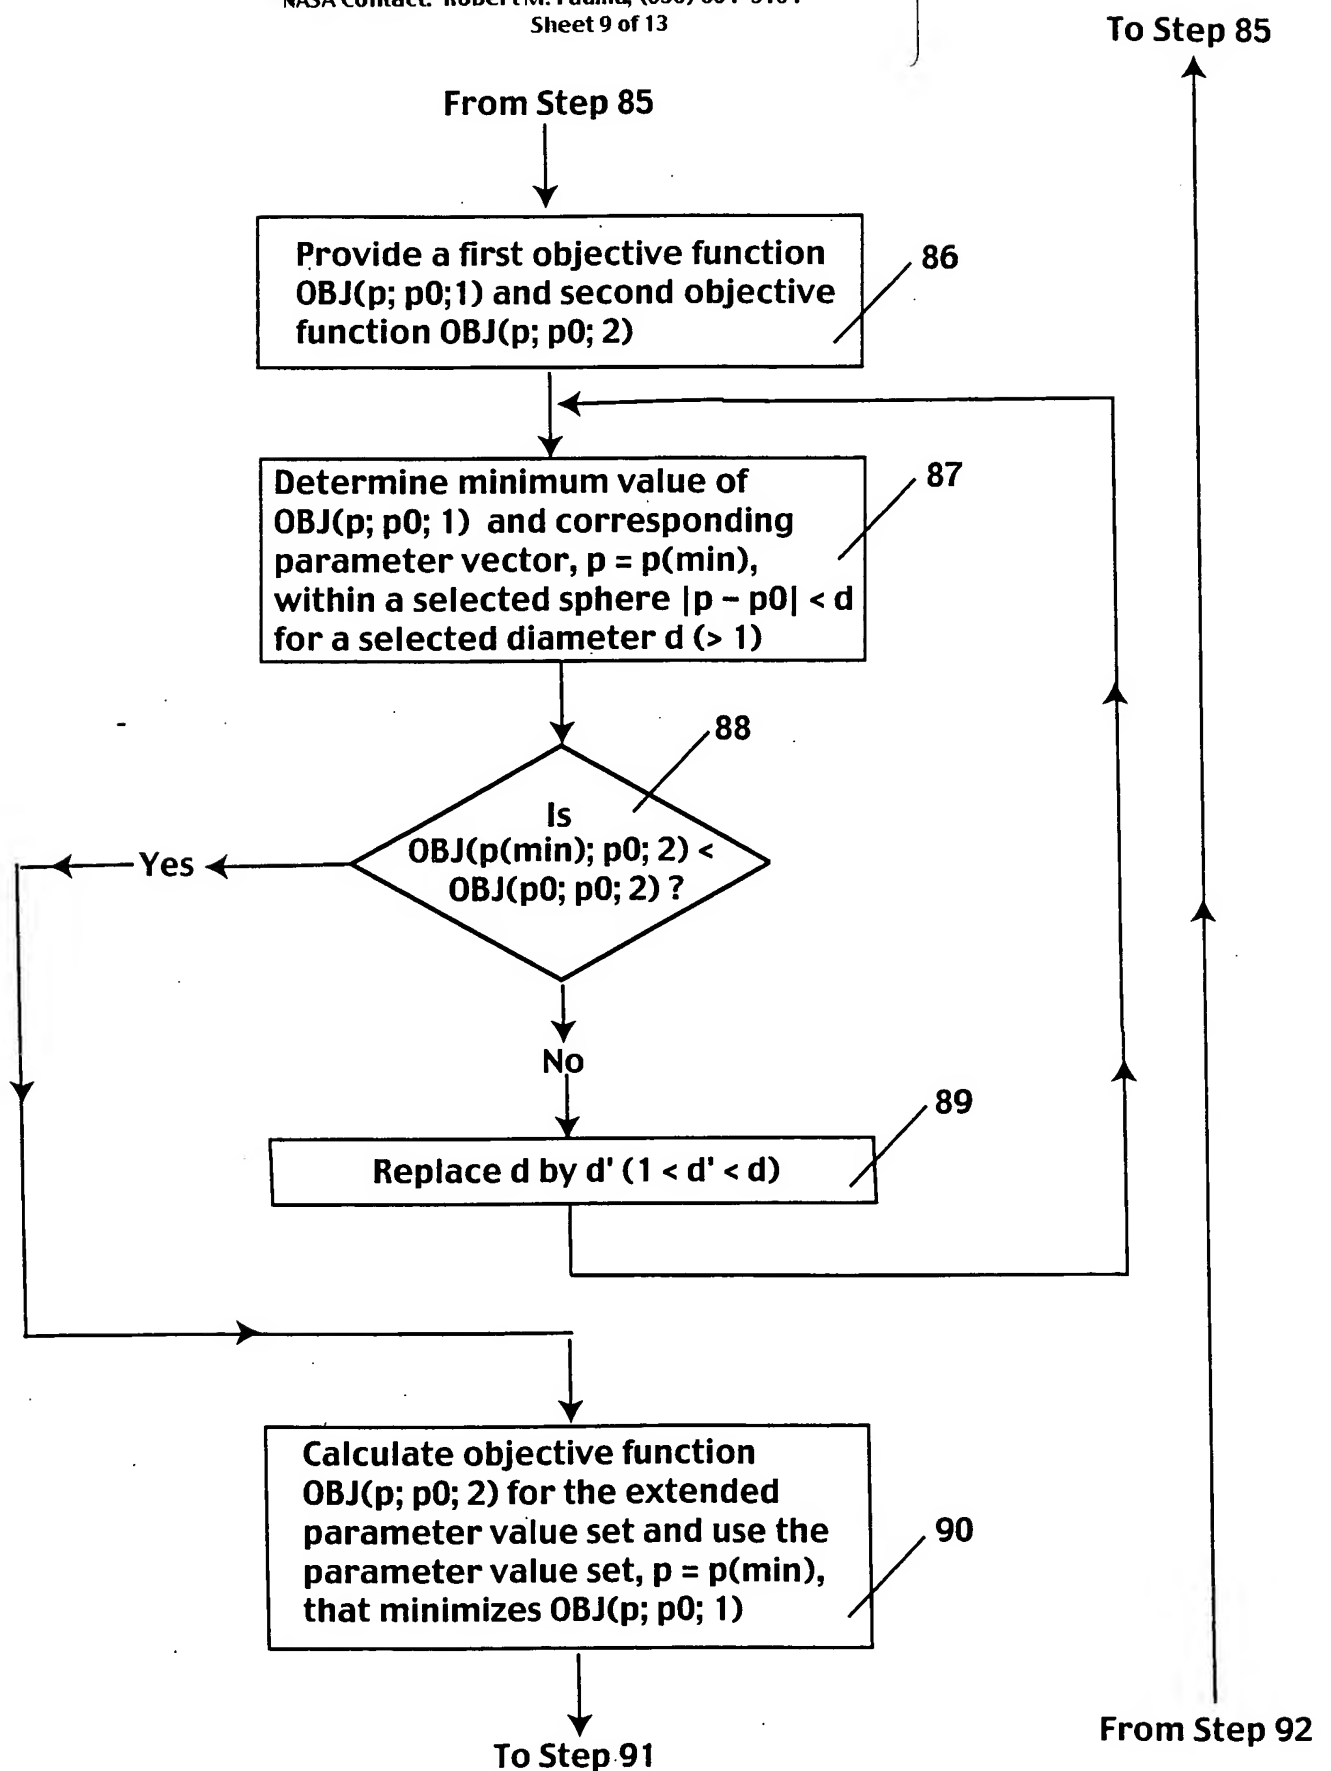 Sheet 9 of 13
To Step 85
From Step 85
Provide a first objective function
OBJ(p; p0;1) and second objective
function OBJ(p; p0; 2)
86
Determine minimum value of
OBJ(p; p0; 1) and corresponding
parameter vector, p = p(min),
within a selected sphere |p – p0| < d
for a selected diameter d (> 1)
87
88
Is
OBJ(p(min); p0; 2) <
OBJ(p0; p0; 2) ?
Yes
No
89
Replace d by d' (1 < d' < d)
Calculate objective function
OBJ(p; p0; 2) for the extended
parameter value set and use the
parameter value set, p = p(min),
that minimizes OBJ(p; p0; 1)
90
From Step 92
To Step 91